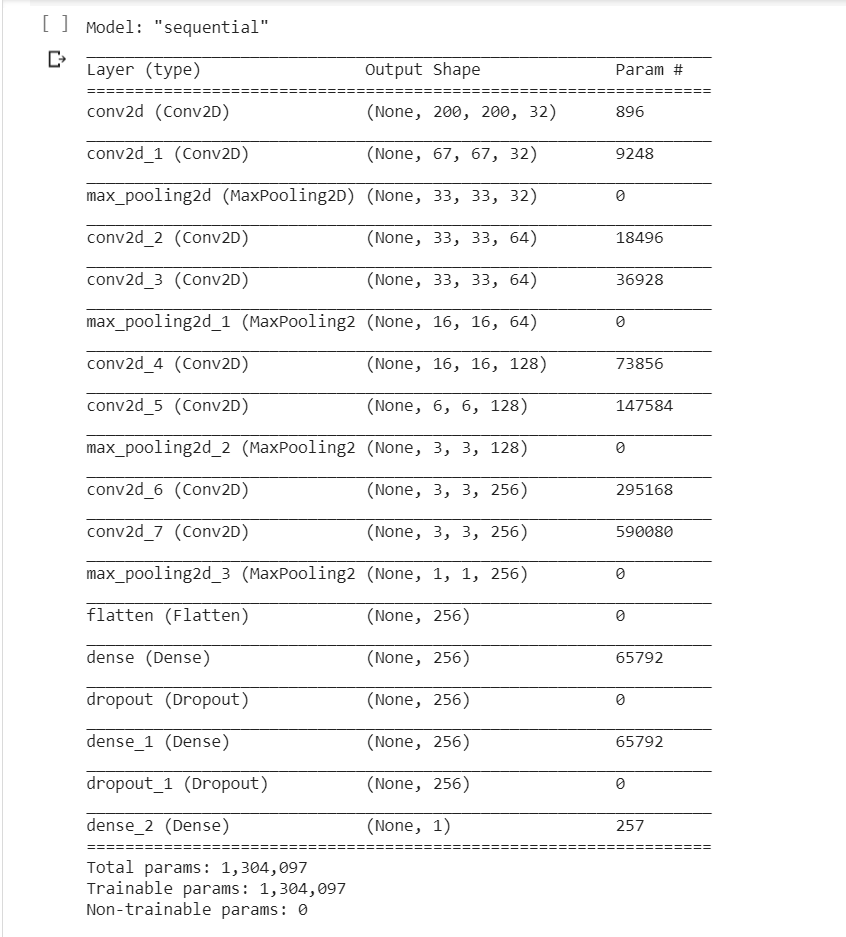 [ ] Model: "sequential"
Layer (type) Output Shape Param #
conv2d (Conv2D) (None, 200, 200, 32) 896
conv2d_1 (Conv2D) (None, 67, 67, 32) 9248
max_pooling2d (MaxPooling2D) (None, 33, 33, 32) 0
conv2d_2 (Conv2D) (None, 33, 33, 64) 18496
conv2d_3 (Conv2D) (None, 33, 33, 64) 36928
max_pooling2d_1 (MaxPooling2 (None, 16, 16, 64) 0
conv2d_4 (Conv2D) (None, 16, 16, 128) 73856
conv2d_5 (Conv2D) (None, 6, 6, 128) 147584
max_pooling2d_2 (MaxPooling2 (None, 3, 3, 128) 0
conv2d_6 (Conv2D) (None, 3, 3, 256) 295168
conv2d_7 (Conv2D) (None, 3, 3, 256) 590080
max_pooling2d_3 (MaxPooling2 (None, 1, 1, 256) 0
flatten (Flatten) (None, 256) 0
dense (Dense) (None, 256) 65792
dropout (Dropout) (None, 256) 0
dense_1 (Dense) (None, 256) 65792
dropout_1 (Dropout) (None, 256) 0
dense_2 (Dense) (None, 1) 257
Total params: 1,304,097
Trainable params: 1,304,097
Non-trainable params: 0